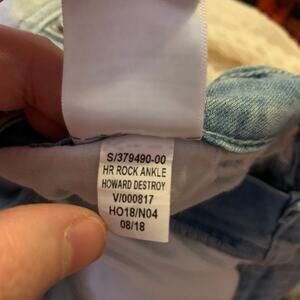 S/379490-00
HR ROCK ANKLE
HOWARD DESTROY
V/000817
HO18/N04
08/18